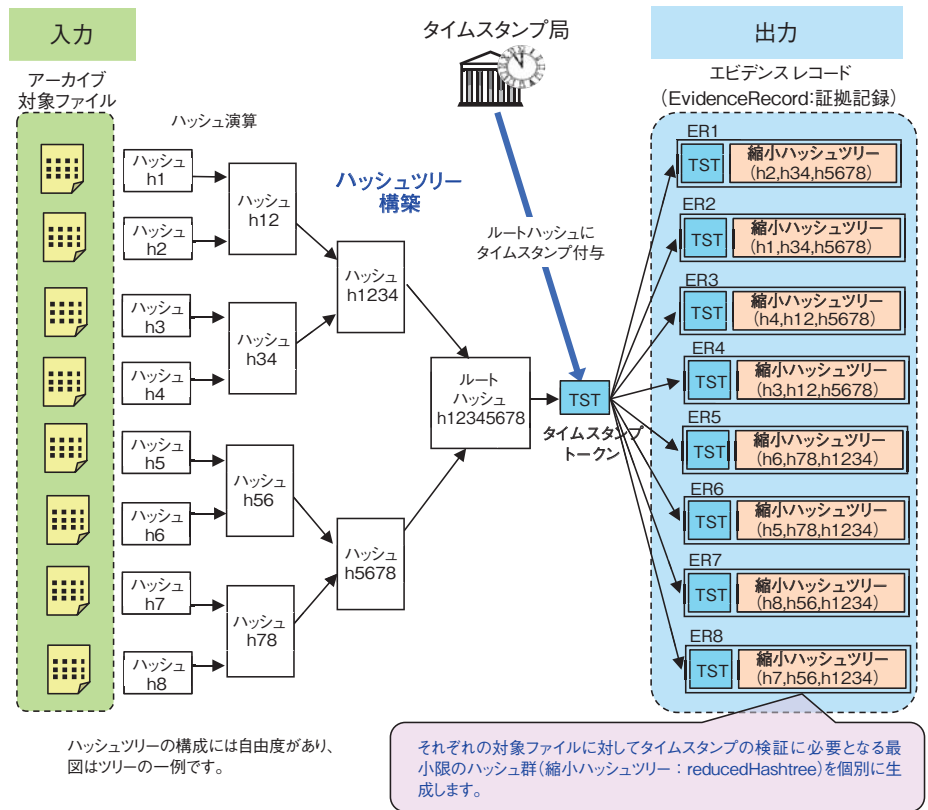 入力
タイムスタンプ局
出力
アーカイブ
対象ファイル
ハッシュ演算
エビデンスレコード
（EvidenceRecord：証拠記録）
ハッシュ
h1
ハッシュ
h2
ハッシュ
h3
ハッシュ
h4
ハッシュ
h5
ハッシュ
h6
ハッシュ
h7
ハッシュ
h8
ハッシュ
h12
ハッシュ
h34
ハッシュ
h56
ハッシュ
h78
ハッシュツリー
構築
ハッシュ
h1234
ハッシュ
h5678
ルートハッシュに
タイムスタンプ付与
ルート
ハッシュ
h12345678
TST
タイムスタンプ
トークン
ER1
TST
縮小ハッシュツリー
（h2,h34,h5678）
ER2
TST
縮小ハッシュツリー
（h1,h34,h5678）
ER3
TST
縮小ハッシュツリー
（h4,h12,h5678）
ER4
TST
縮小ハッシュツリー
（h3,h12,h5678）
ER5
TST
縮小ハッシュツリー
（h6,h78,h1234）
ER6
TST
縮小ハッシュツリー
（h5,h78,h1234）
ER7
TST
縮小ハッシュツリー
（h8,h56,h1234）
ER8
TST
縮小ハッシュツリー
（h7,h56,h1234）
ハッシュツリーの構成には自由度があり、
図はツリーの一例です。
それぞれの対象ファイルに対してタイムスタンプの検証に必要となる最
小限のハッシュ群（縮小ハッシュツリー：reducedHashtree）を個別に生
成します。